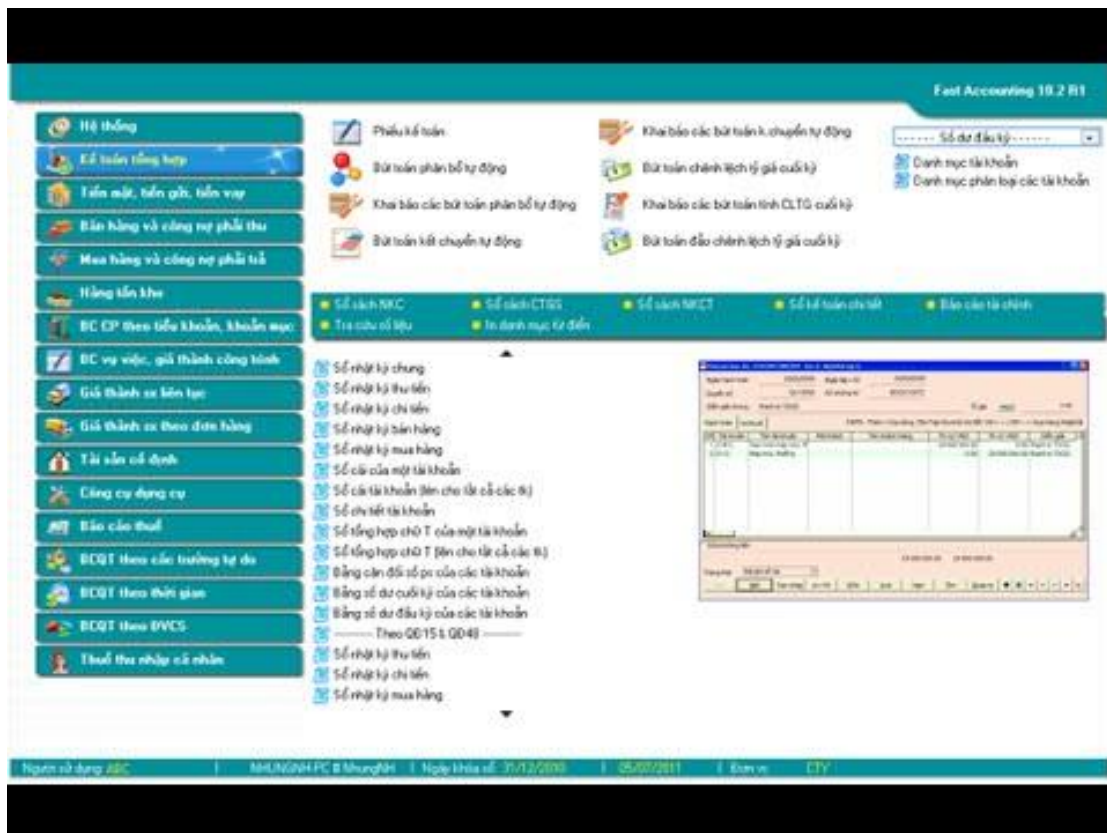 Fast Accounting 10.2 R1
Hệ thống
Kế toán tổng hợp
Tiền mặt, tiền gửi, tiền vay
Bán hàng và công nợ phải thu
Mua hàng và công nợ phải trả
Hàng tồn kho
BC CP theo tiểu khoản, khoản mục
BC vụ việc, giá thành công trình
Giá thành sx liên tục
Giá thành sx theo đơn hàng
Tài sản cố định
Công cụ dụng cụ
Báo cáo thuế
BCQT theo các trường tự do
BCQT theo thời gian
BCQT theo ĐVCS
Thuế thu nhập cá nhân
Phiếu kế toán
Bút toán phân bổ tự động
Khai báo các bút toán phân bổ tự động
Bút toán kết chuyển tự động
Khai báo các bút toán k.chuyển tự động
Bút toán chênh lệch tỷ giá cuối kỳ
Khai báo các bút toán tính CLTG cuối kỳ
Bút toán đảo chênh lệch tỷ giá cuối kỳ
------ Số dư đầu kỳ------
Danh mục tài khoản
Danh mục phân loại các tài khoản
Sổ sách NKC
Sổ sách CTGS
Sổ sách NKCT
Sổ kế toán chi tiết
Báo cáo tài chính
Tra cứu số liệu
In danh mục từ điển
Sổ nhật ký chung
Sổ nhật ký thu tiền
Sổ nhật ký chi tiền
Sổ nhật ký bán hàng
Sổ nhật ký mua hàng
Sổ cái của một tài khoản
Sổ cái tài khoản (lên cho tất cả các tk)
Sổ chi tiết tài khoản
Sổ tổng hợp chữ T của một tài khoản
Sổ tổng hợp chữ T (lên cho tất cả các tk)
Bảng cân đối số ps của các tài khoản
Bảng số dư cuối kỳ của các tài khoản
Bảng số dư đầu kỳ của các tài khoản
--------- Theo QĐ15 & QĐ48 ---------
Sổ nhật ký thu tiền
Sổ nhật ký chi tiền
Sổ nhật ký mua hàng
Người sử dụng: ABC | NHUNGNH-PC # NhungNH | Ngày khóa sổ: 31/12/2010 | 05/07/2011 | Đơn vị: CTY